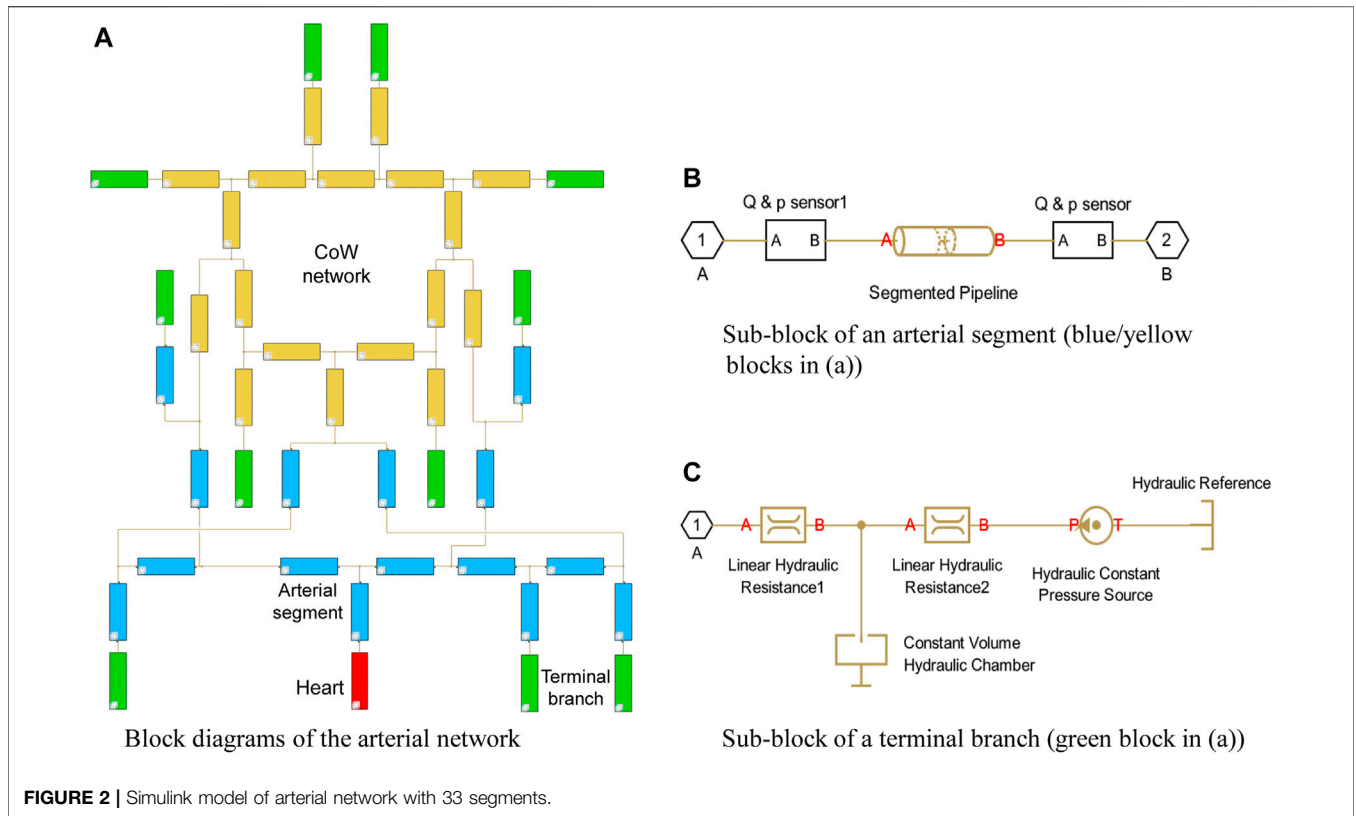 A
CoW
network
Arterial
segment
Heart
Terminal
branch
Block diagrams of the arterial network
B
Q & p sensor1
Q & p sensor
1
A
A
B
A
B
A
B
2
B
Segmented Pipeline
Sub-block of an arterial segment (blue/yellow
blocks in (a))
C
Hydraulic Reference
1
A
A
B
A
B
P
T
Linear Hydraulic
Resistance1
Linear Hydraulic
Resistance2
Hydraulic Constant
Pressure Source
Constant Volume
Hydraulic Chamber
Sub-block of a terminal branch (green block in (a))
FIGURE 2 | Simulink model of arterial network with 33 segments.